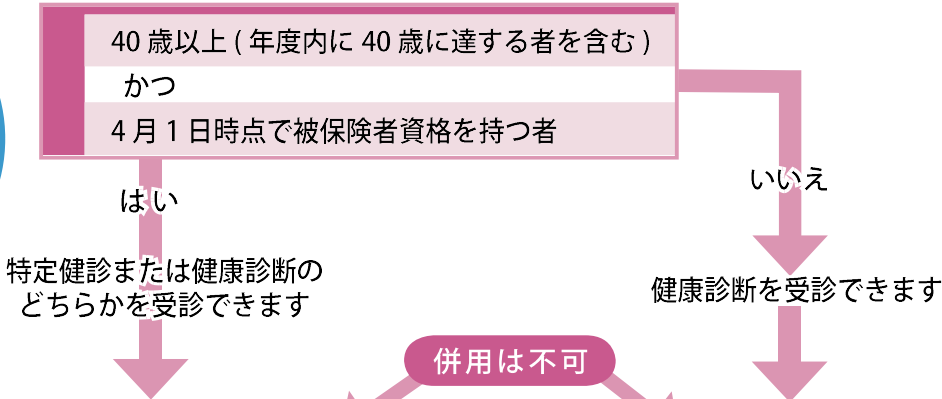 40 歳以上 ( 年度内に 40 歳に達する者を含む )
かつ
4 月 1 日時点で被保険者資格を持つ者
はい
いいえ
特定健診または健康診断の
どちらかを受診できます
健康診断を受診できます
併用は不可